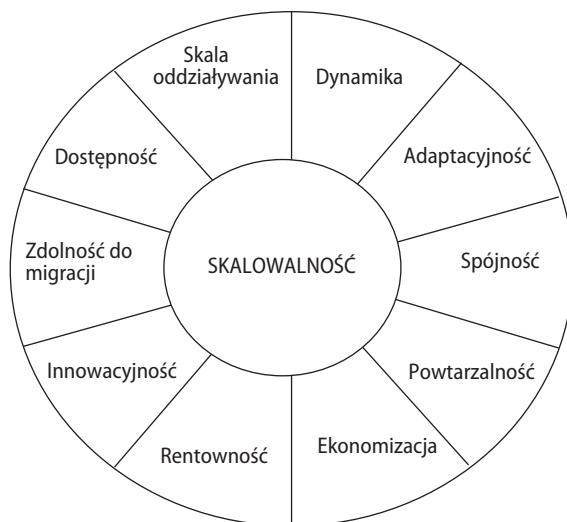 Skala
oddziaływania
Dynamika
Dostępność
Adaptacyjność
Zdolność do
migracji
SKALOWALNOŚĆ
Spójność
Innowacyjność
Powtarzalność
Rentowność
Ekonomizacja